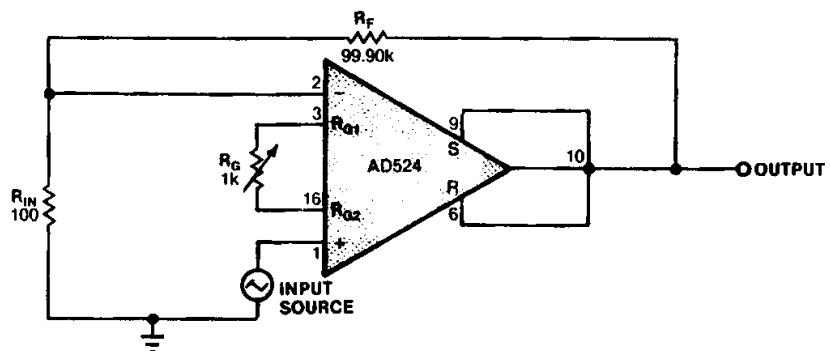 RF
99.90k
2
−
3
RG1
RG
1k
9
S
AD524
10
OUTPUT
RIN
100
16
RG2
R
6
+
1
INPUT
SOURCE